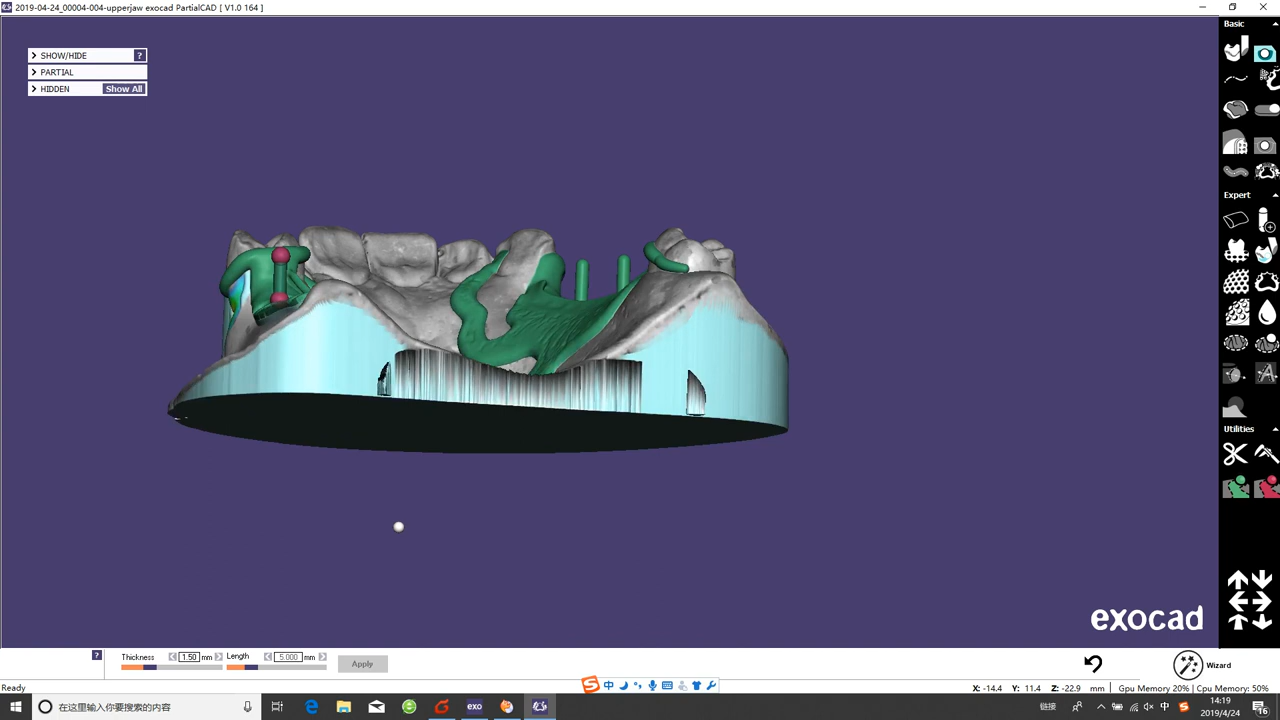 2019-04-24_00004-004-upperjaw exocad PartialCAD [ V1.0 164 ]
SHOW/HIDE ?
PARTIAL
HIDDEN Show All
Basic
Expert
Utilities
exocad
? Thickness 1.50 mm Length 5.000 mm Apply Wizard
Ready
中
X: -14.4 Y: 11.4 Z: -22.9 mm Gpu Memory 20% | Cpu Memory: 50%
在这里输入你要搜索的内容
exo
链接
中
14:19
2019/4/24
16